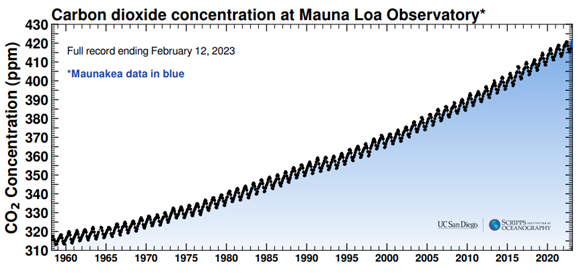 Carbon dioxide concentration at Mauna Loa Observatory*
Full record ending February 12, 2023
*Maunakea data in blue
CO2 Concentration (ppm)
430
420
410
400
390
380
370
360
350
340
330
320
310
1960 1965 1970 1975 1980 1985 1990 1995 2000 2005 2010 2015 2020
UC San Diego
SCRIPPS INSTITUTION OF
OCEANOGRAPHY